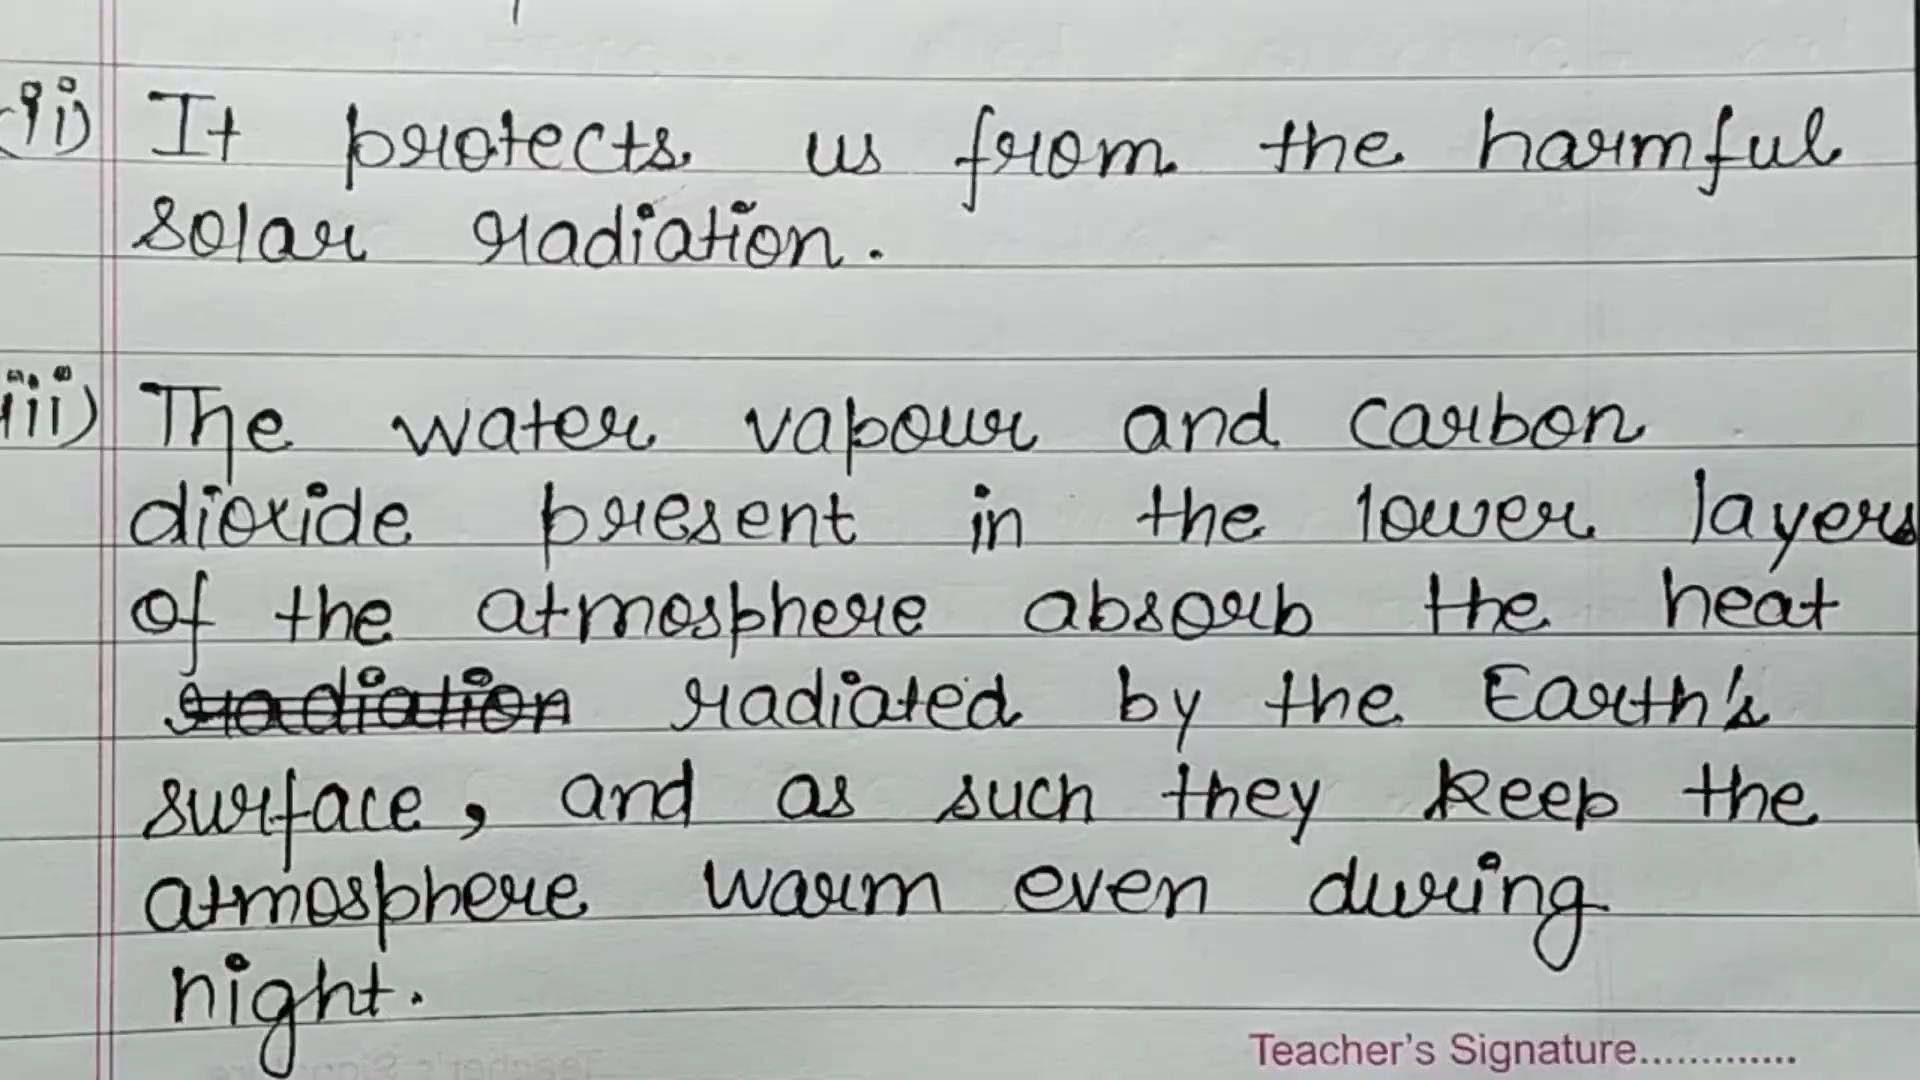 (ii) It protects us from the harmful
solar radiation.
iii) The water vapour and carbon
dioxide present in the lower layers
of the atmosphere absorb the heat
radiation radiated by the Earth's
surface, and as such they keep the
atmosphere warm even during
night.
Teacher's Signature.............